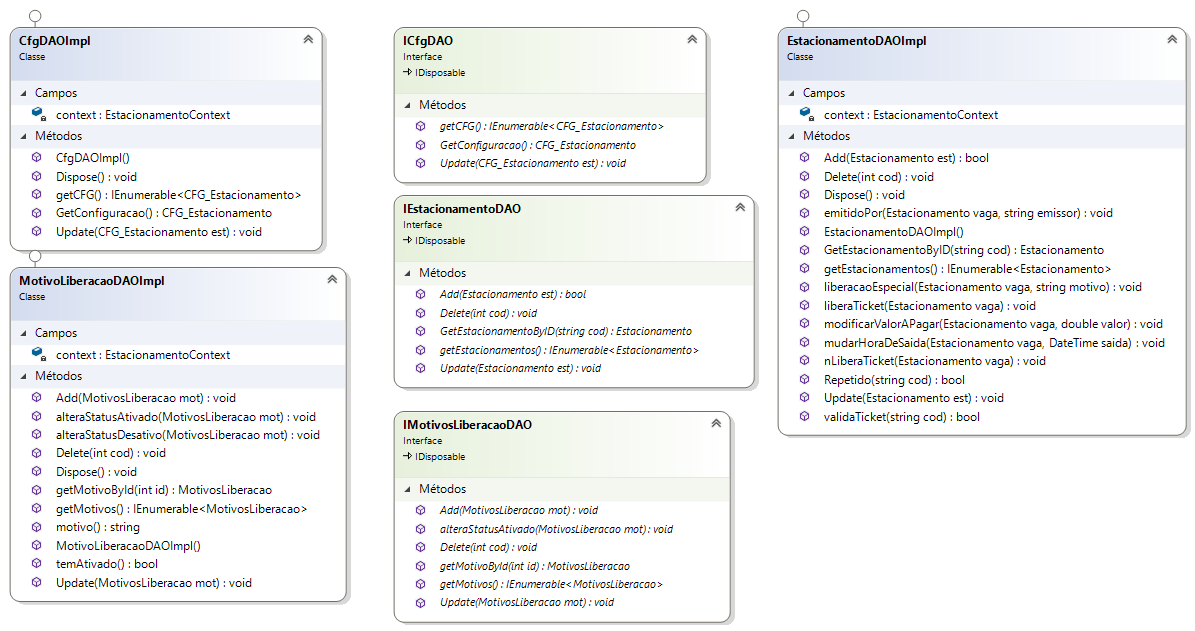 CfgDAOImpl
Classe
Campos
context : EstacionamentoContext
Métodos
CfgDAOImpl()
Dispose() : void
getCFG() : IEnumerable<CFG_Estacionamento>
GetConfiguracao() : CFG_Estacionamento
Update(CFG_Estacionamento est) : void
MotivoLiberacaoDAOImpl
Classe
Campos
context : EstacionamentoContext
Métodos
Add(MotivosLiberacao mot) : void
alteraStatusAtivado(MotivosLiberacao mot) : void
alteraStatusDesativo(MotivosLiberacao mot) : void
Delete(int cod) : void
Dispose() : void
getMotivoById(int id) : MotivosLiberacao
getMotivos() : IEnumerable<MotivosLiberacao>
motivo() : string
MotivoLiberacaoDAOImpl()
temAtivado() : bool
Update(MotivosLiberacao mot) : void
ICfgDAO
Interface
IDisposable
Métodos
getCFG() : IEnumerable<CFG_Estacionamento>
GetConfiguracao() : CFG_Estacionamento
Update(CFG_Estacionamento est) : void
IEstacionamentoDAO
Interface
IDisposable
Métodos
Add(Estacionamento est) : bool
Delete(int cod) : void
GetEstacionamentoByID(string cod) : Estacionamento
getEstacionamentos() : IEnumerable<Estacionamento>
Update(Estacionamento est) : void
IMotivosLiberacaoDAO
Interface
IDisposable
Métodos
Add(MotivosLiberacao mot) : void
alteraStatusAtivado(MotivosLiberacao mot) : void
Delete(int cod) : void
getMotivoById(int id) : MotivosLiberacao
getMotivos() : IEnumerable<MotivosLiberacao>
Update(MotivosLiberacao mot) : void
EstacionamentoDAOImpl
Classe
Campos
context : EstacionamentoContext
Métodos
Add(Estacionamento est) : bool
Delete(int cod) : void
Dispose() : void
emitidoPor(Estacionamento vaga, string emissor) : void
EstacionamentoDAOImpl()
GetEstacionamentoByID(string cod) : Estacionamento
getEstacionamentos() : IEnumerable<Estacionamento>
liberacaoEspecial(Estacionamento vaga, string motivo) : void
liberaTicket(Estacionamento vaga) : void
modificarValorAPagar(Estacionamento vaga, double valor) : void
mudarHoraDeSaida(Estacionamento vaga, DateTime saida) : void
nLiberaTicket(Estacionamento vaga) : void
Repetido(string cod) : bool
Update(Estacionamento est) : void
validaTicket(string cod) : bool